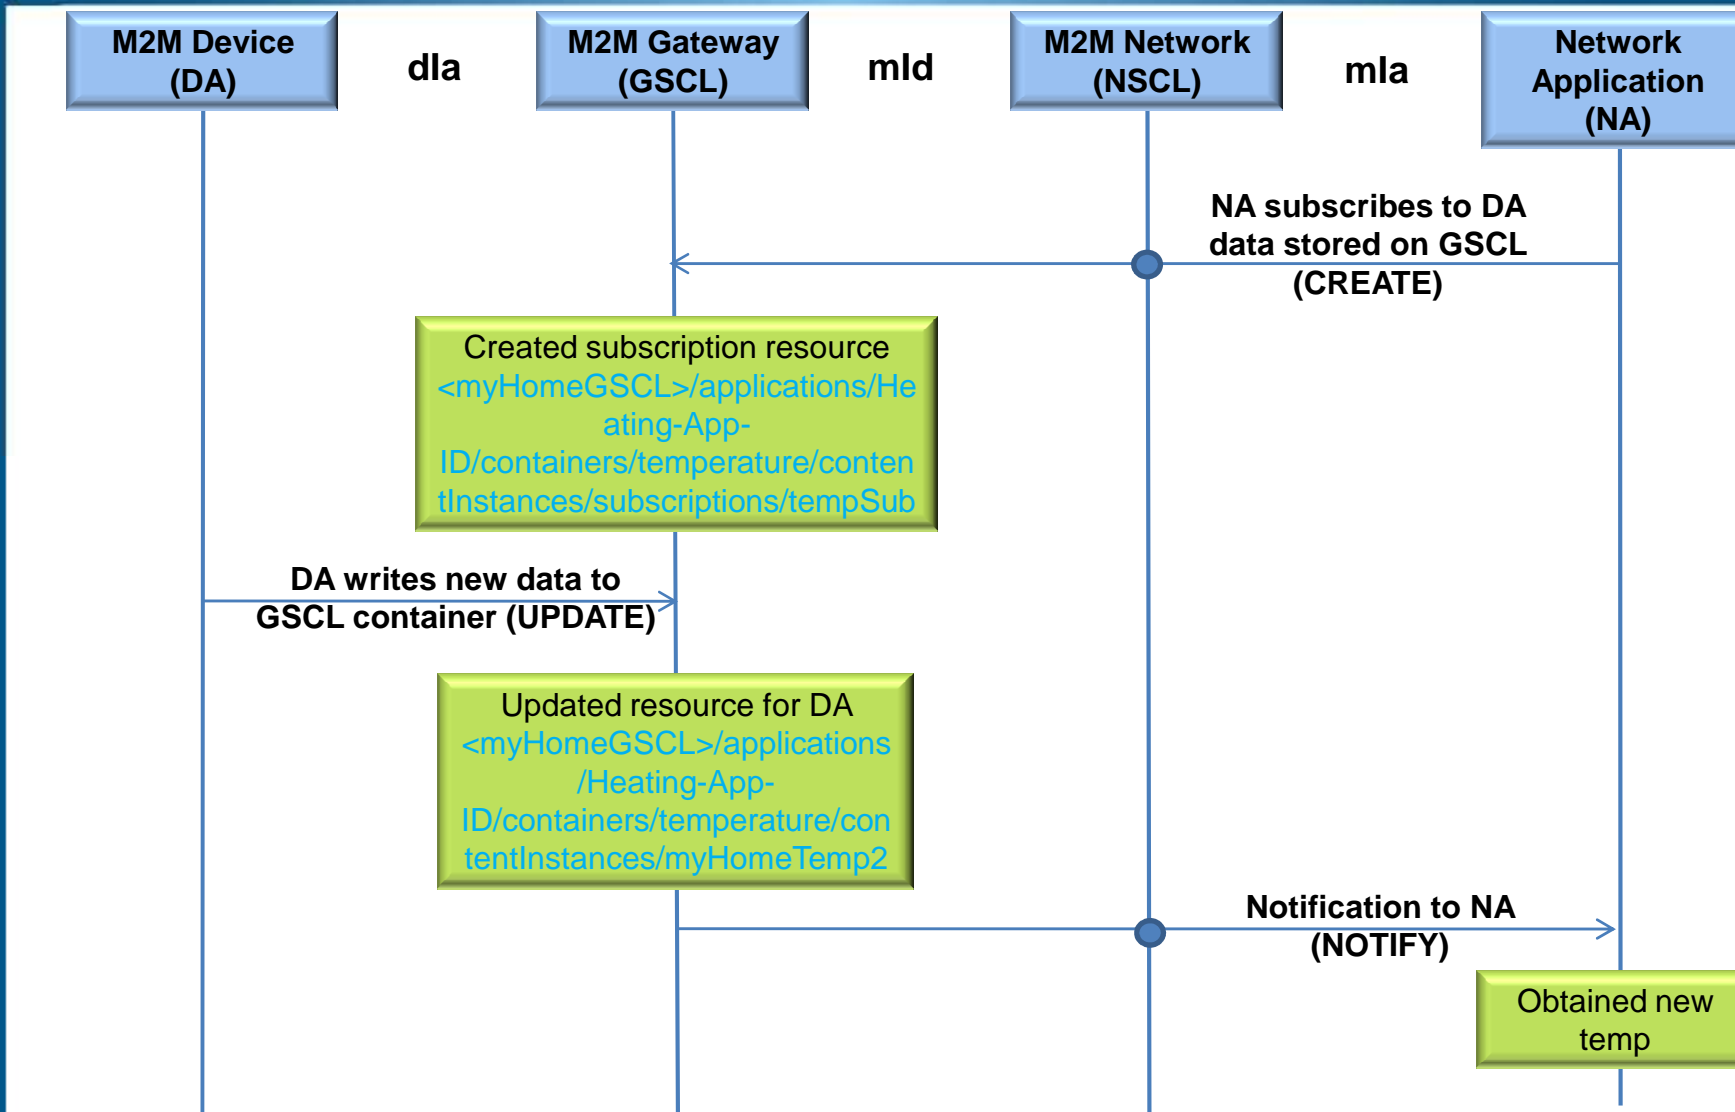 M2M Device
(DA)
dIa
M2M Gateway
(GSCL)
mId
M2M Network
(NSCL)
mIa
Network
Application
(NA)
NA subscribes to DA
data stored on GSCL
(CREATE)
Created subscription resource
<myHomeGSCL>/applications/He
ating-App-
ID/containers/temperature/conten
tInstances/subscriptions/tempSub
DA writes new data to
GSCL container (UPDATE)
Updated resource for DA
<myHomeGSCL>/applications
/Heating-App-
ID/containers/temperature/con
tentInstances/myHomeTemp2
Notification to NA
(NOTIFY)
Obtained new
temp